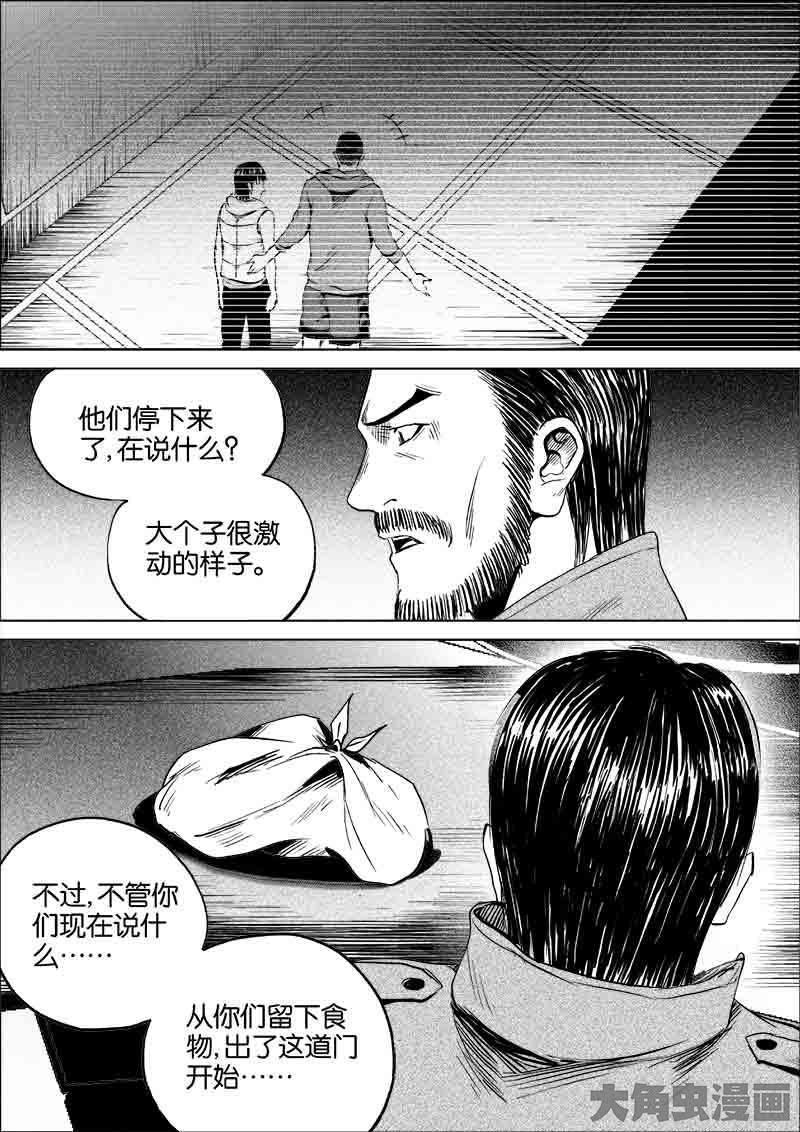 他们停下来
了,在说什么?
大个子很激
动的样子。
不过,不管你
们现在说什
么……
从你们留下食
物,出了这道门
开始……
大角虫漫画